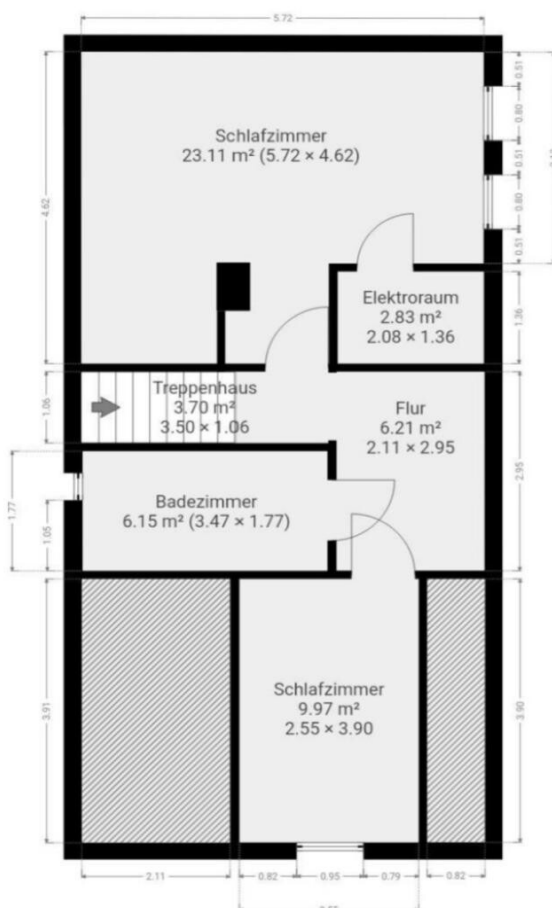 5.72
Schlafzimmer
23.11 m² (5.72 × 4.62)
0.51
0.80
0.51
0.80
0.51
4.62
Elektroraum
2.83 m²
2.08 × 1.36
1.36
Treppenhaus
3.70 m²
3.50 × 1.06
1.06
Flur
6.21 m²
2.11 × 2.95
2.95
Badezimmer
6.15 m² (3.47 × 1.77)
1.77
1.05
Schlafzimmer
9.97 m²
2.55 × 3.90
3.91
3.90
2.11
0.82
0.95
0.79
0.82